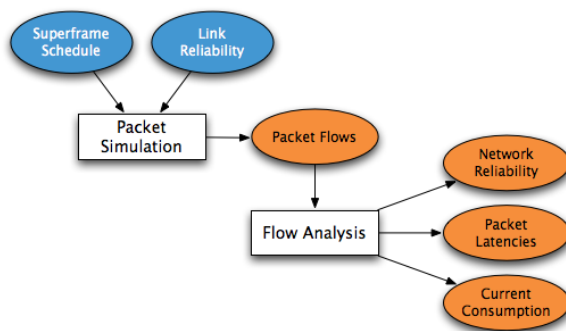 Superframe
Schedule
Link
Reliability
Packet
Simulation
Packet Flows
Network
Reliability
Flow Analysis
Packet
Latencies
Current
Consumption